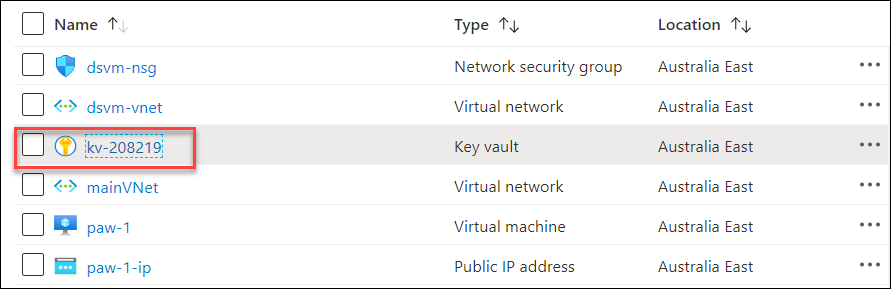 Name ↑↓ Type ↑↓ Location ↑↓
dsvm-nsg Network security group Australia East ...
dsvm-vnet Virtual network Australia East ...
kv-208219 Key vault Australia East ...
mainVNet Virtual network Australia East ...
paw-1 Virtual machine Australia East ...
paw-1-ip Public IP address Australia East ...